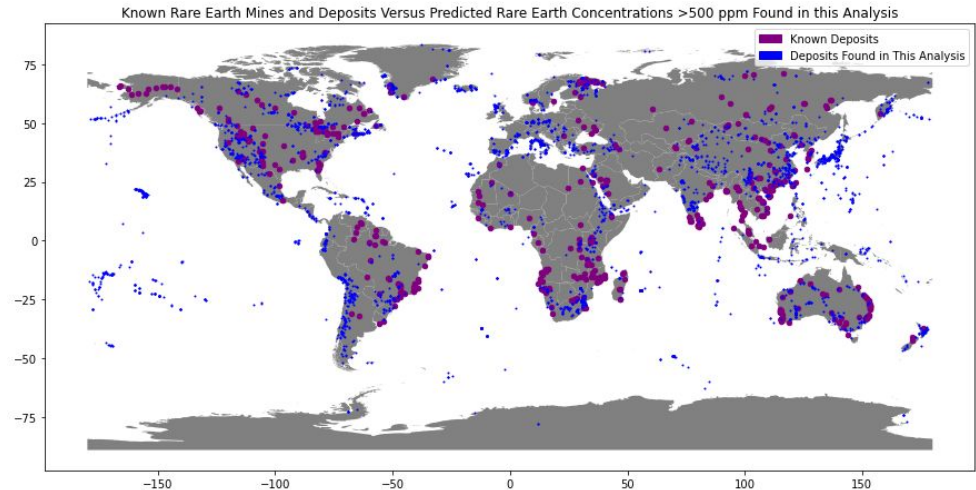 Known Rare Earth Mines and Deposits Versus Predicted Rare Earth Concentrations >500 ppm Found in this Analysis
Known Deposits
Deposits Found in This Analysis
75
50
25
0
−25
−50
−75
−150 −100 −50 0 50 100 150